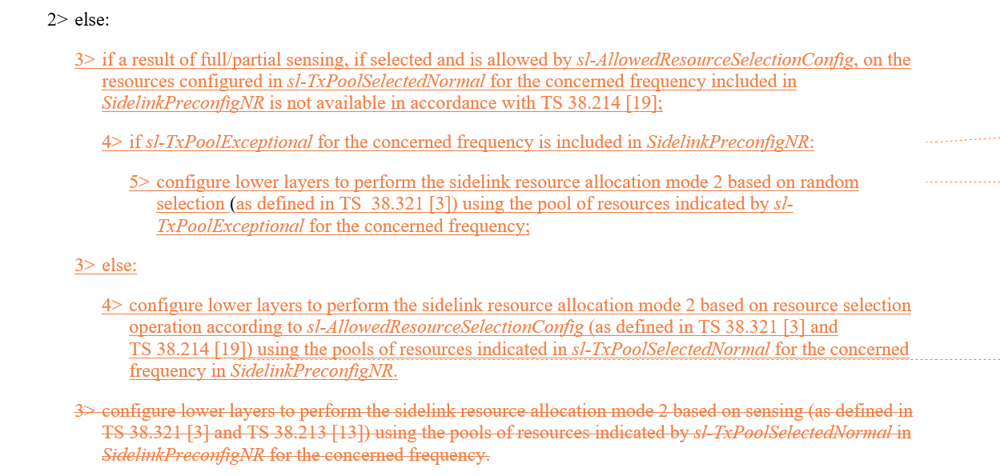 2> else:
3> if a result of full/partial sensing, if selected and is allowed by sl-AllowedResourceSelectionConfig, on the
resources configured in sl-TxPoolSelectedNormal for the concerned frequency included in
SidelinkPreconfigNR is not available in accordance with TS 38.214 [19];
4> if sl-TxPoolExceptional for the concerned frequency is included in SidelinkPreconfigNR:
5> configure lower layers to perform the sidelink resource allocation mode 2 based on random
selection (as defined in TS 38.321 [3]) using the pool of resources indicated by sl-
TxPoolExceptional for the concerned frequency;
3> else:
4> configure lower layers to perform the sidelink resource allocation mode 2 based on resource selection
operation according to sl-AllowedResourceSelectionConfig (as defined in TS 38.321 [3] and
TS 38.214 [19]) using the pools of resources indicated in sl-TxPoolSelectedNormal for the concerned
frequency in SidelinkPreconfigNR.
3> configure lower layers to perform the sidelink resource allocation mode 2 based on sensing (as defined in
TS 38.321 [3] and TS 38.213 [13]) using the pools of resources indicated by sl-TxPoolSelectedNormal in
SidelinkPreconfigNR for the concerned frequency.